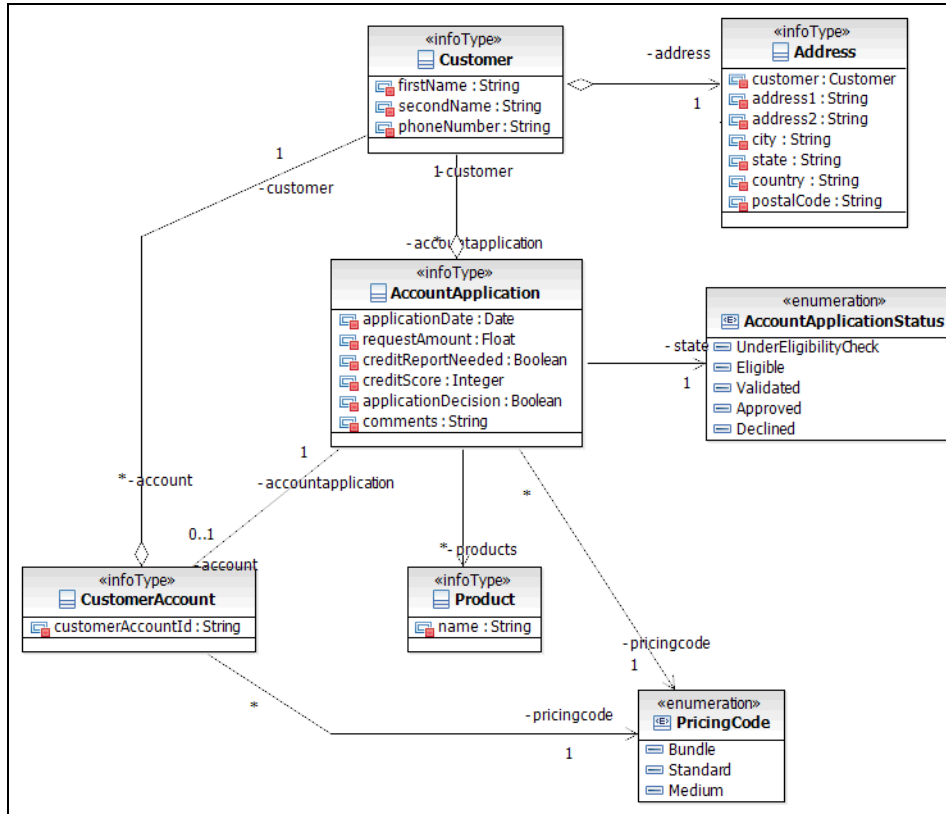 «infoType»
Customer
firstName : String
secondName : String
phoneNumber : String
-address
1
«infoType»
Address
customer : Customer
address1 : String
address2 : String
city : String
state : String
country : String
postalCode : String
1
-customer
1
-customer
*
-accountapplication
«infoType»
AccountApplication
applicationDate : Date
requestAmount : Float
creditReportNeeded : Boolean
creditScore : Integer
applicationDecision : Boolean
comments : String
-state
1
«enumeration»
<E> AccountApplicationStatus
UnderEligibilityCheck
Eligible
Validated
Approved
Declined
1
-accountapplication
*
-account
0..1
-account
*
*-products
«infoType»
CustomerAccount
customerAccountId : String
«infoType»
Product
name : String
-pricingcode
1
*
-pricingcode
1
«enumeration»
<E> PricingCode
Bundle
Standard
Medium